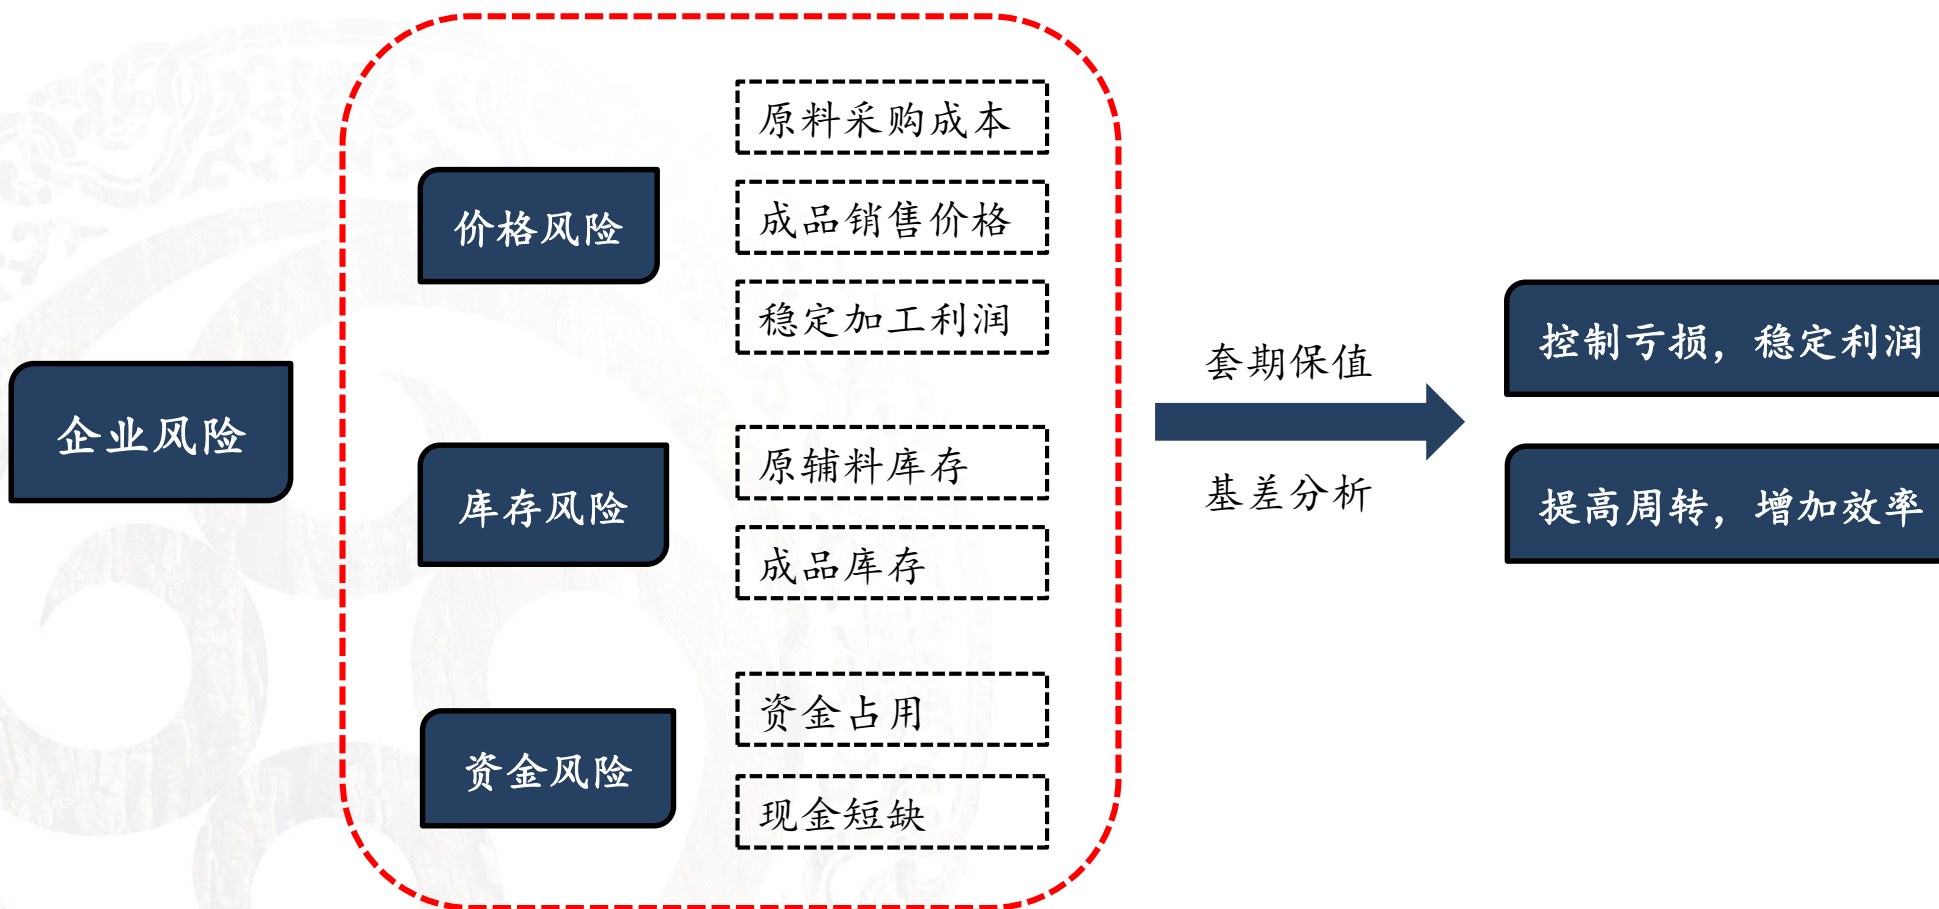 企业风险
价格风险
原料采购成本
成品销售价格
稳定加工利润
库存风险
原辅料库存
成品库存
资金风险
资金占用
现金短缺
套期保值
基差分析
控制亏损，稳定利润
提高周转，增加效率